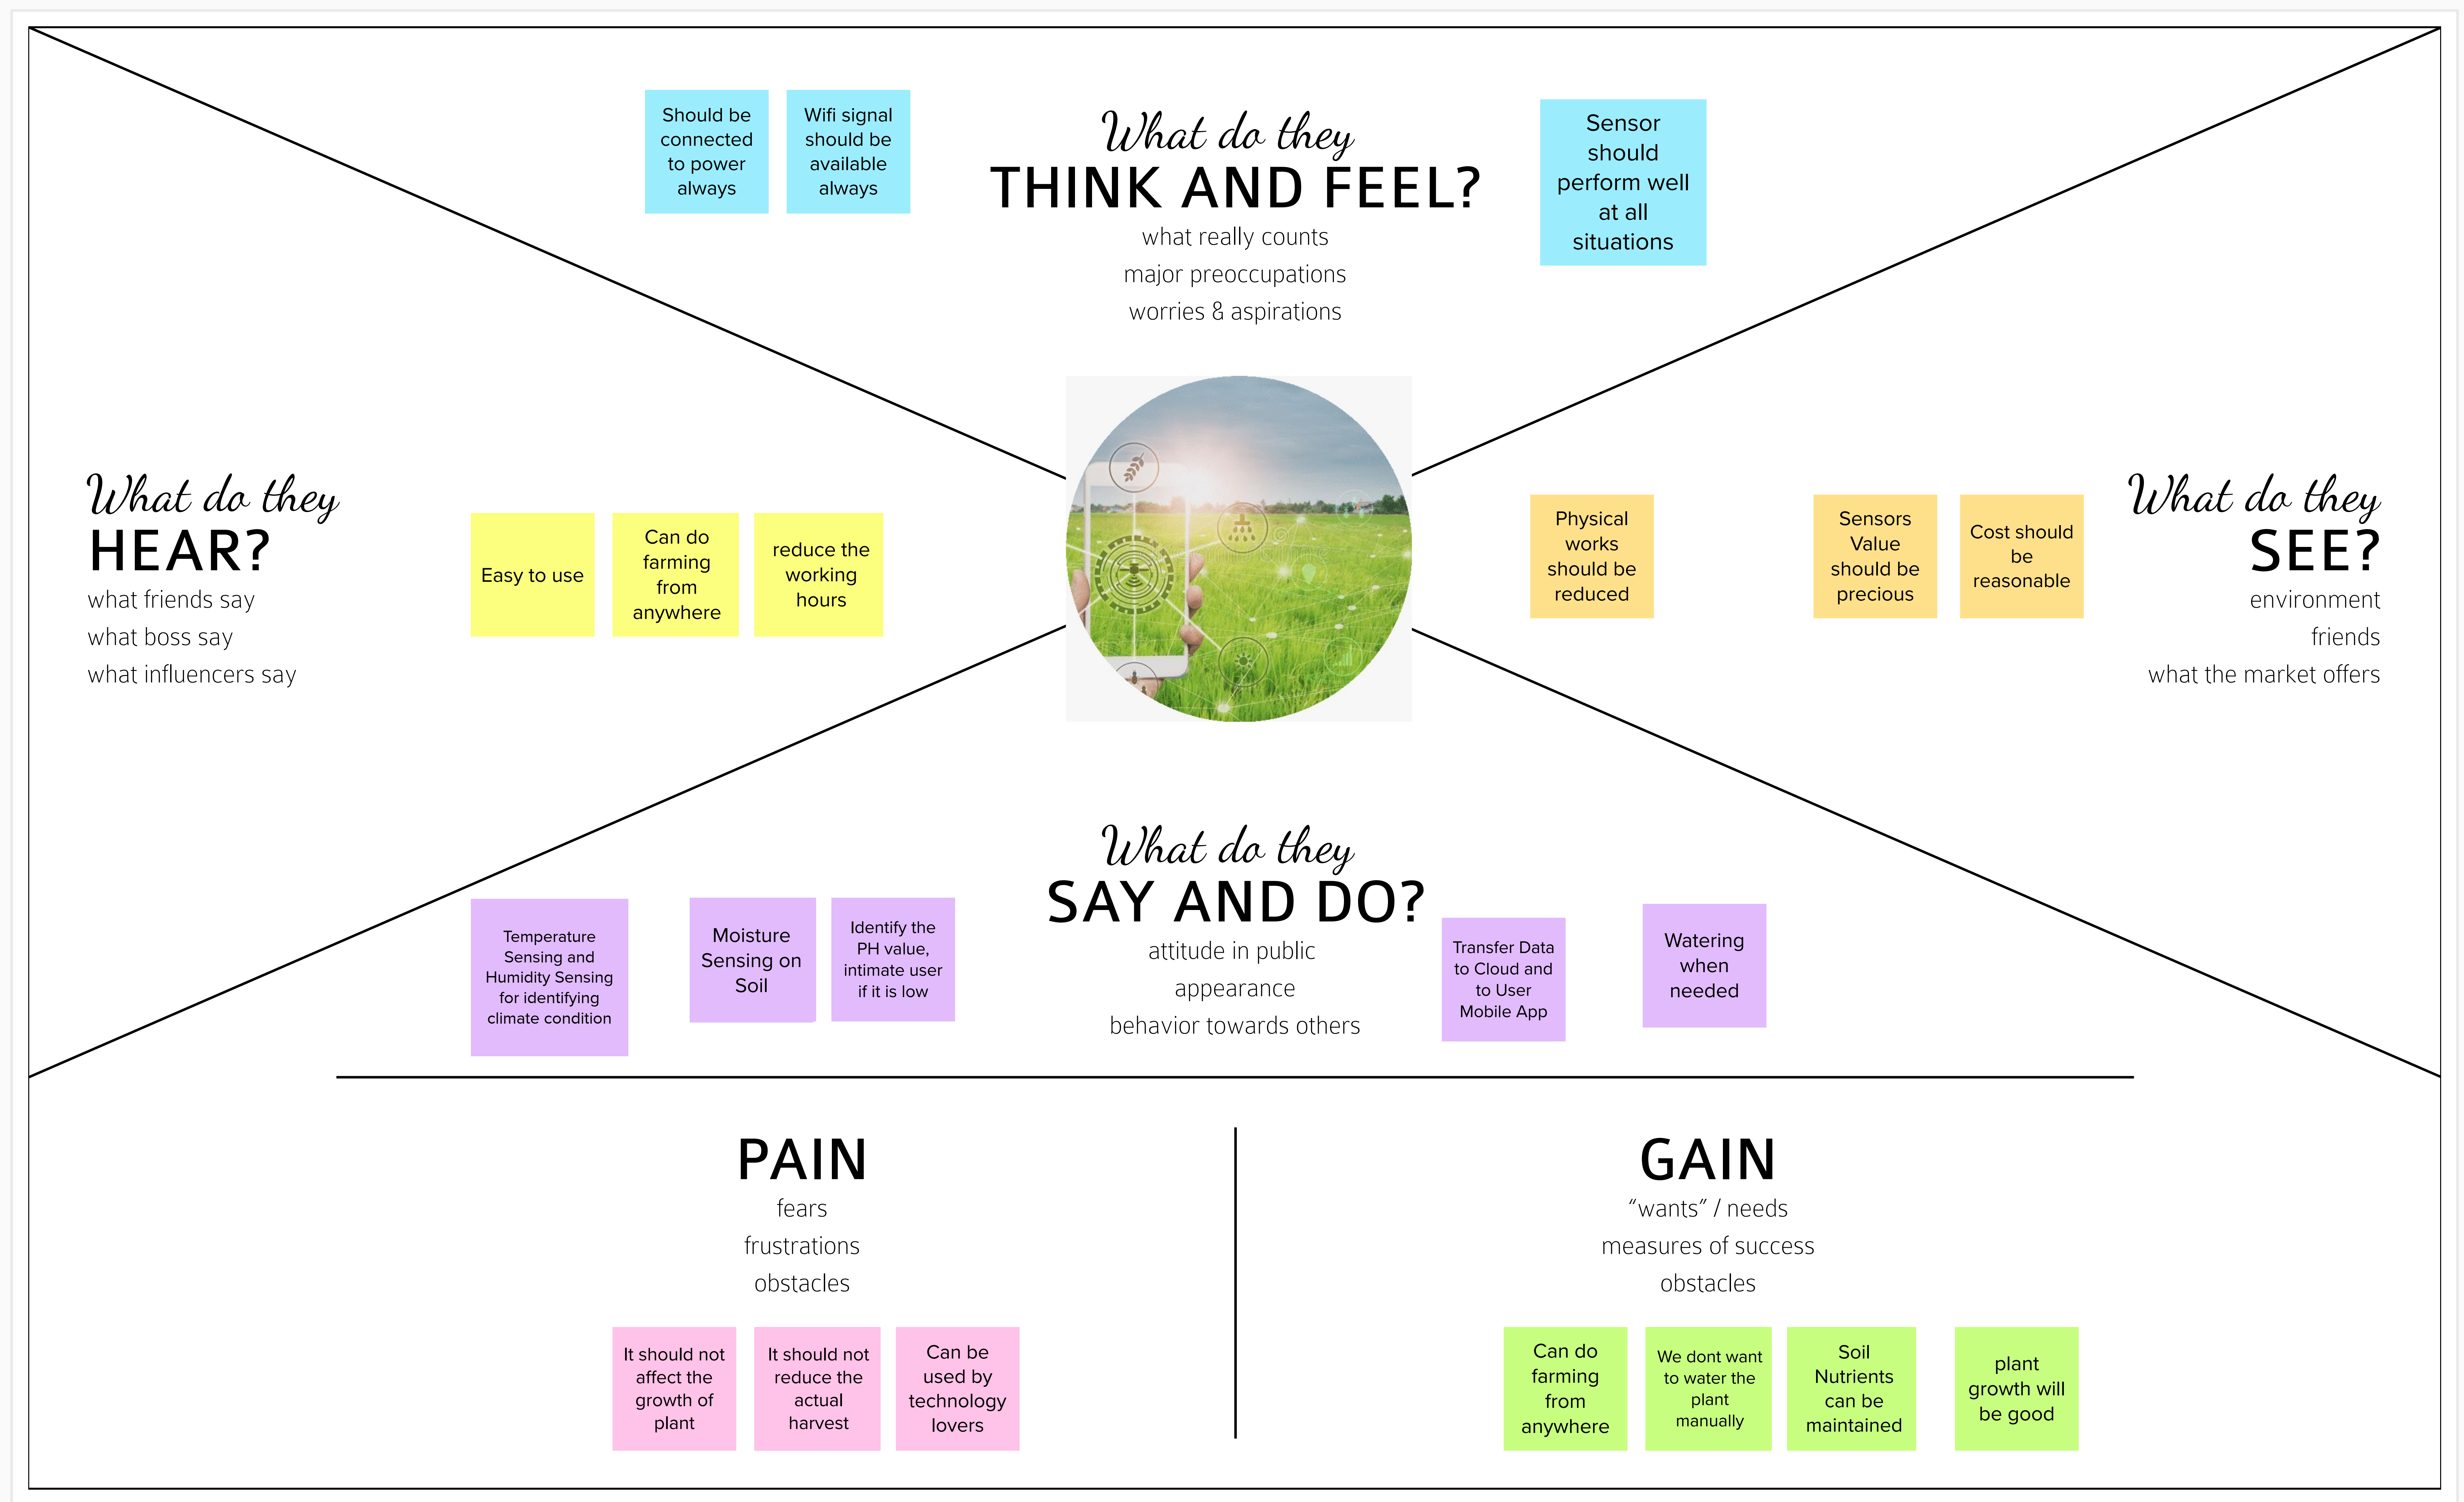 Should be
connected
to power
always
Wifi signal
should be
available
always
What do they
THINK AND FEEL?
what really counts
major preoccupations
worries & aspirations
Sensor
should
perform well
at all
situations
What do they
HEAR?
what friends say
what boss say
what influencers say
Easy to use
Can do
farming
from
anywhere
reduce the
working
hours
Physical
works
should be
reduced
Sensors
Value
should be
precious
Cost should
be
reasonable
What do they
SEE?
environment
friends
what the market offers
What do they
SAY AND DO?
attitude in public
appearance
behavior towards others
Temperature
Sensing and
Humidity Sensing
for identifying
climate condition
Moisture
Sensing on
Soil
Identify the
PH value,
intimate user
if it is low
Transfer Data
to Cloud and
to User
Mobile App
Watering
when
needed
PAIN
fears
frustrations
obstacles
It should not
affect the
growth of
plant
It should not
reduce the
actual
harvest
Can be
used by
technology
lovers
GAIN
“wants” / needs
measures of success
obstacles
Can do
farming
from
anywhere
We dont want
to water the
plant
manually
Soil
Nutrients
can be
maintained
plant
growth will
be good